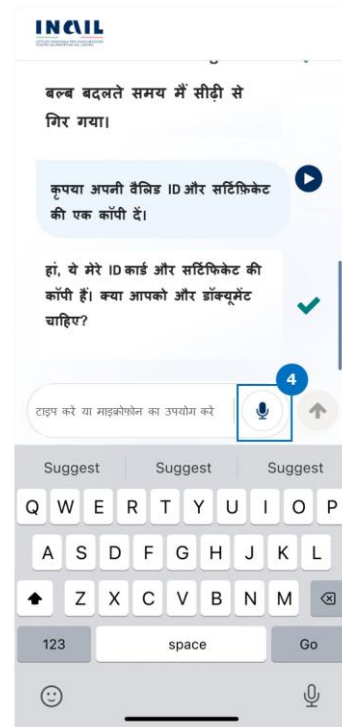 INAIL
बल्ब बदलते समय मैं सीढ़ी से
गिर गया।
कृपया अपनी वैलिड ID और सर्टिफ़िकेट
की एक कॉपी दें।
हां, ये मेरे ID कार्ड और सर्टिफिकेट की
कॉपी हैं। क्या आपको और डॉक्यूमेंट
चाहिए?
4
टाइप करें या माइक्रोफोन का उपयोग करें
Suggest Suggest Suggest
Q W E R T Y U I O P
A S D F G H J K L
Z X C V B N M
123 space Go